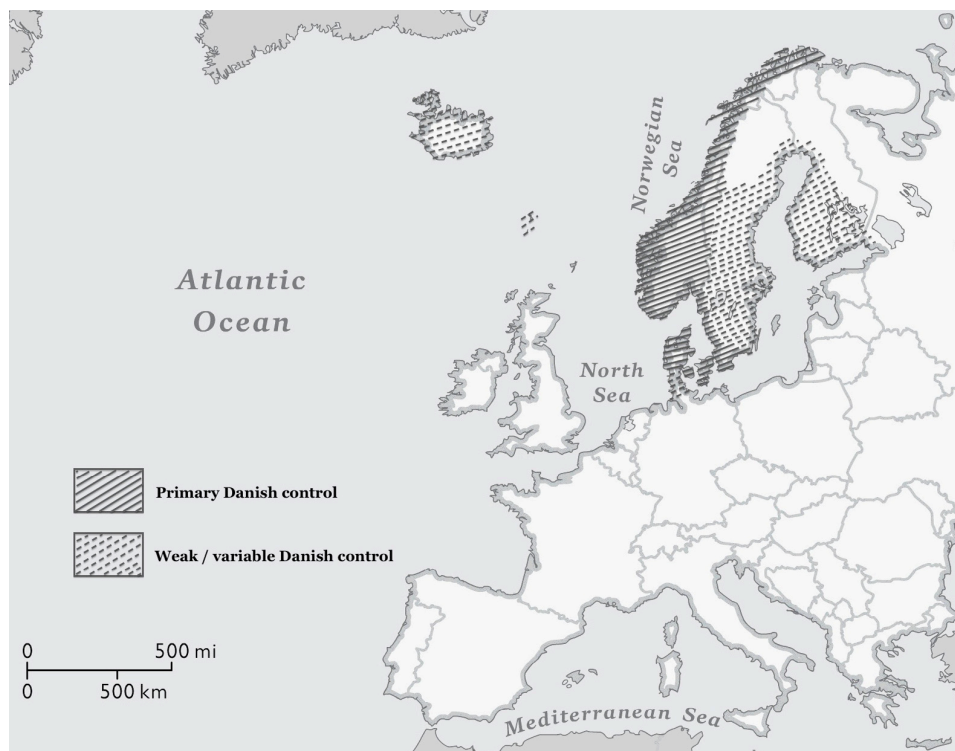 Norwegian
Sea
Atlantic
Ocean
North
Sea
Primary Danish control
Weak / variable Danish control
0 500 mi
0 500 km
Mediterranean Sea